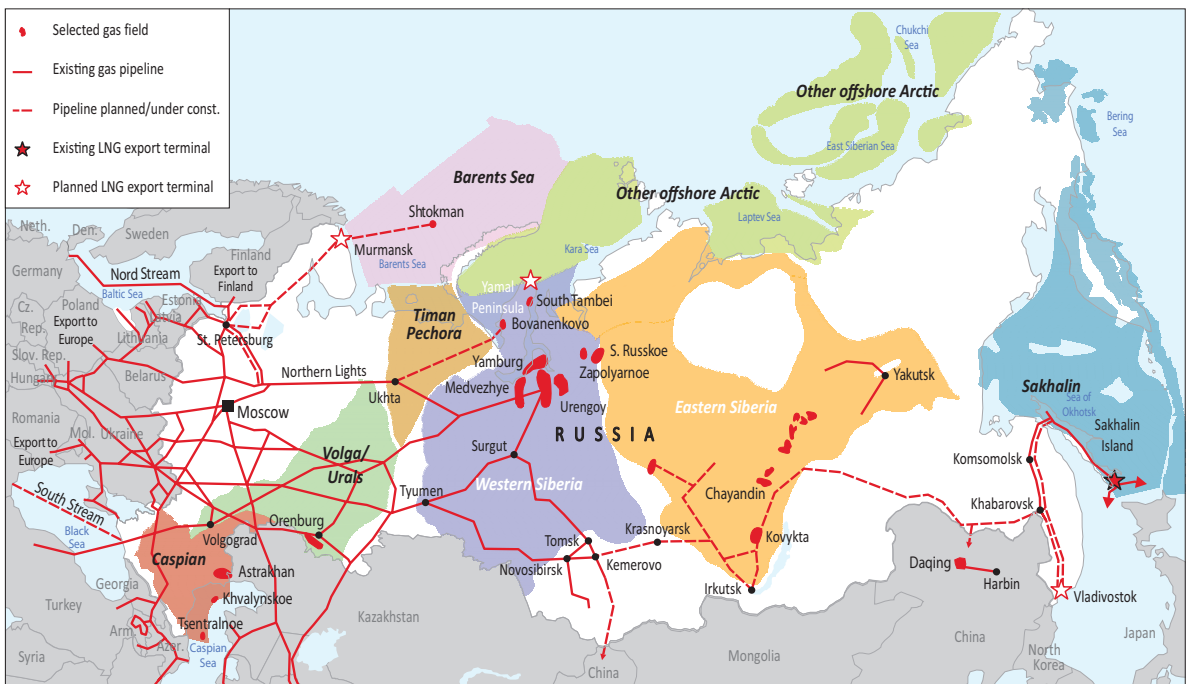 Selected gas field
Existing gas pipeline
Pipeline planned/under const.
Existing LNG export terminal
Planned LNG export terminal
Chukchi
Sea
Other offshore Arctic
East Siberian Sea
Bering
Sea
Barents Sea
Other offshore Arctic
Laptev Sea
Shtokman
Murmansk
Barents Sea
Kara Sea
Neth.
Den.
Sweden
Finland
Germany
Nord Stream
Export to
Finland
Baltic Sea
Estonia
Latvia
Lithuania
Poland
Cz.
Rep.
Export to
Europe
Slov. Rep.
Hungary
Belarus
St. Petersburg
Yamal
Peninsula
South Tambei
Bovanenkovo
Timan
Pechora
Yamburg
S. Russkoe
Zapolyarnoe
Medvezhye
Urengoy
Northern Lights
Ukhta
Moscow
Yakutsk
Eastern Siberia
RUSSIA
Sakhalin
Sea of
Okhotsk
Sakhalin
Island
Romania
Mol.
Ukraine
Export to
Europe
Volga/
Urals
Surgut
Western Siberia
Tyumen
Chayandin
Komsomolsk
Khabarovsk
South Stream
Black
Sea
Volgograd
Orenburg
Tomsk
Krasnoyarsk
Kovykta
Novosibirsk
Kemerovo
Irkutsk
Daqing
Harbin
Vladivostok
Caspian
Astrakhan
Khvalynskoe
Tsentralnoe
Georgia
Turkey
Arm.
Azer.
Caspian
Sea
Syria
Kazakhstan
China
Mongolia
China
North
Korea
Japan